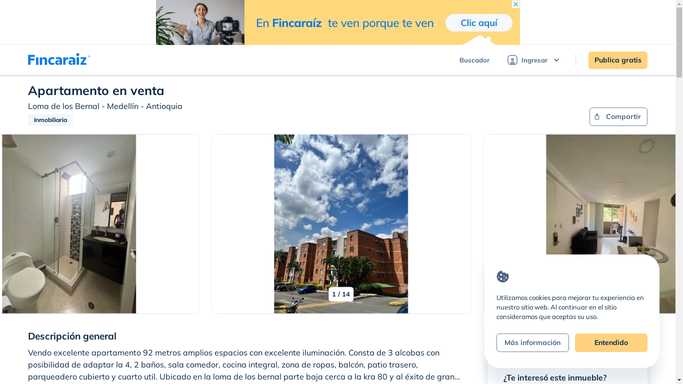 En Fincaraíz te ven porque te ven
Clic aquí
Fincaraíz
Buscador
Ingresar
Publica gratis
Apartamento en venta
Loma de los Bernal - Medellín - Antioquia
Inmobiliaria
Compartir
1 / 14
Utilizamos cookies para mejorar tu experiencia en
nuestro sitio web. Al continuar en el sitio
consideramos que aceptas su uso.
Más información
Entendido
Descripción general
Vendo excelente apartamento 92 metros amplios espacios con excelente iluminación. Consta de 3 alcobas con
posibilidad de adaptar la 4, 2 baños, sala comedor, cocina integral, zona de ropas, balcón, patio trasero,
parqueadero cubierto y cuarto util. Ubicado en la loma de los bernal parte baja cerca a la kra 80 y al éxito de gran...
¿Te interesó este inmueble?